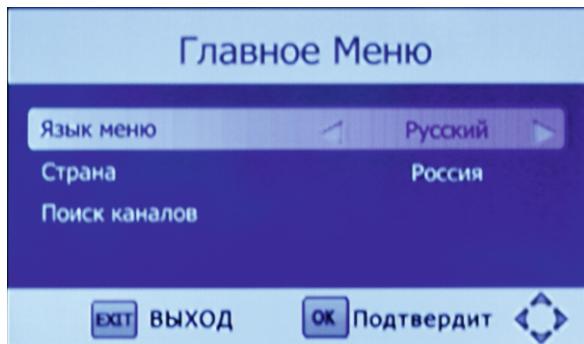 Главное Меню
Язык меню Русский
Страна Россия
Поиск каналов
EXIT ВЫХОД OK Подтвердит